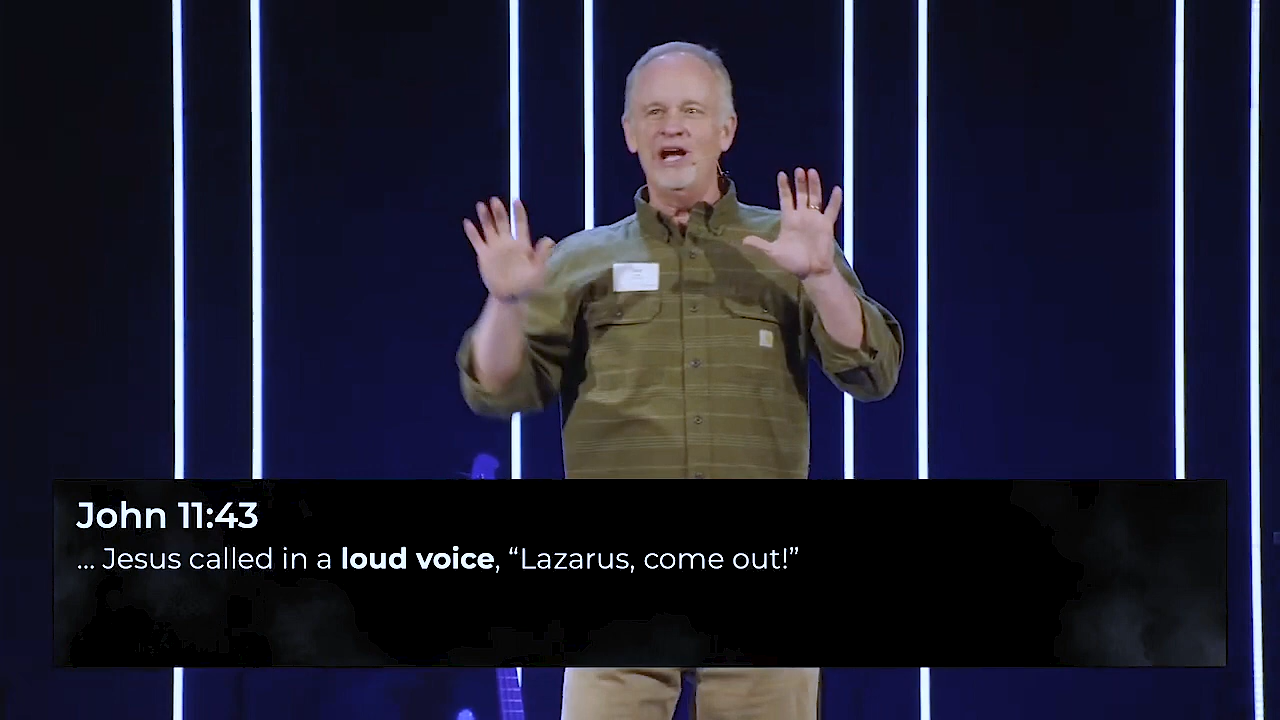 John 11:43
... Jesus called in a loud voice, “Lazarus, come out!”